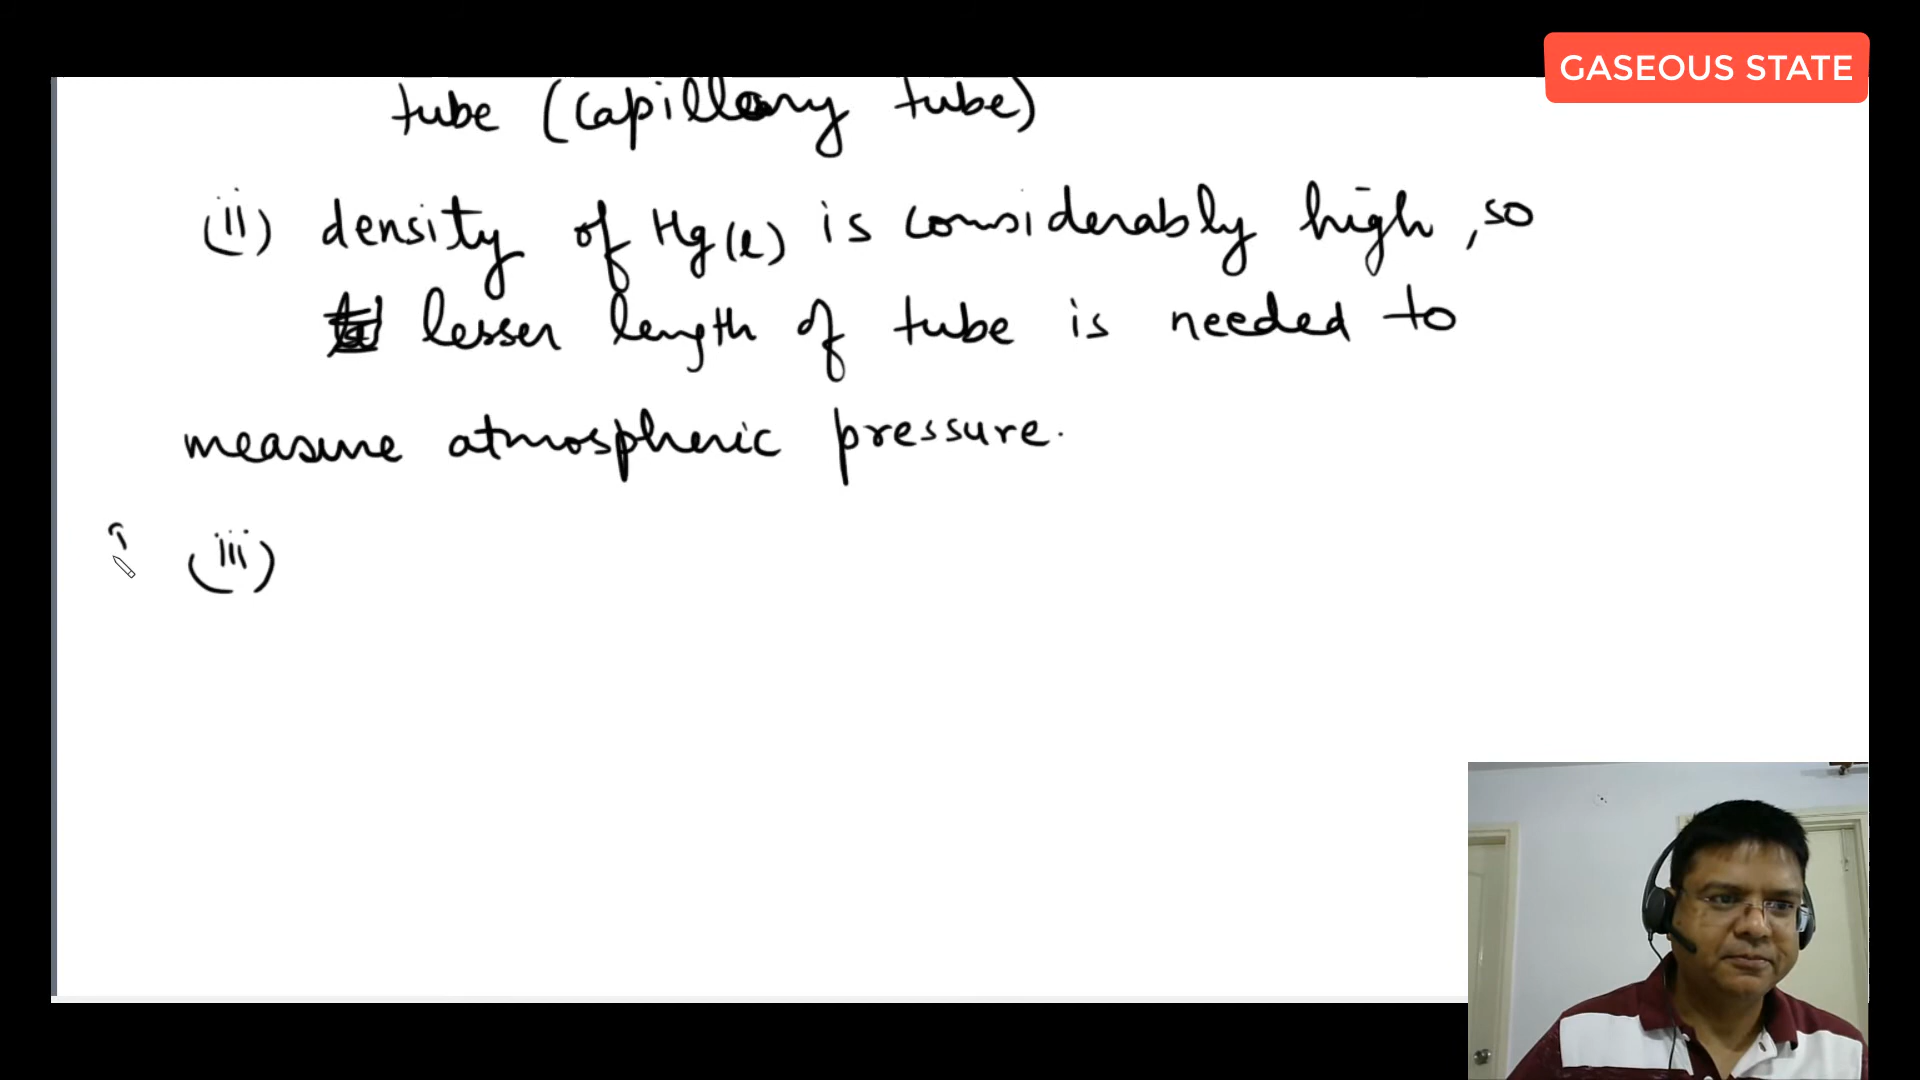 GASEOUS STATE
tube (capillary tube)
(ii) density of Hg(l) is considerably high, so
lesser length of tube is needed to
measure atmospheric pressure.
(iii)